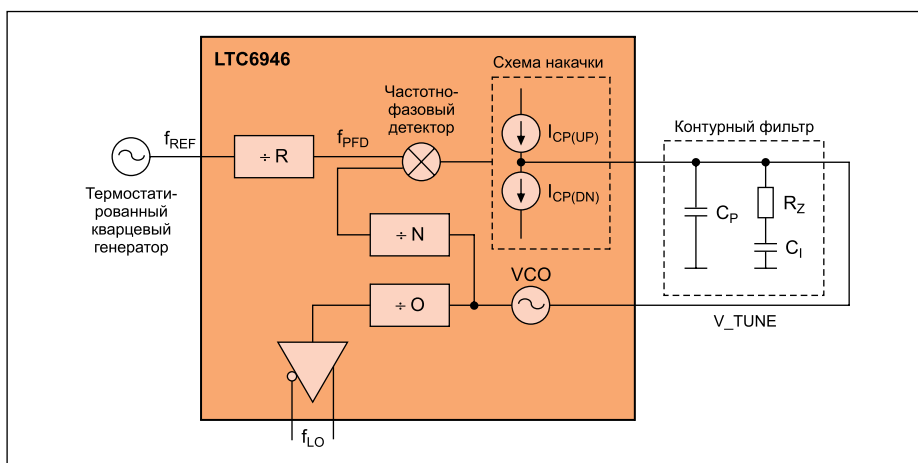 LTC6946
Схема накачки
Частотно-
фазовый
детектор
I_CP(UP)
Контурный фильтр
f_REF
f_PFD
÷ R
Термостати-
рованный
кварцевый
генератор
I_CP(DN)
C_P
R_Z
÷ N
C_I
VCO
÷ O
V_TUNE
f_LO